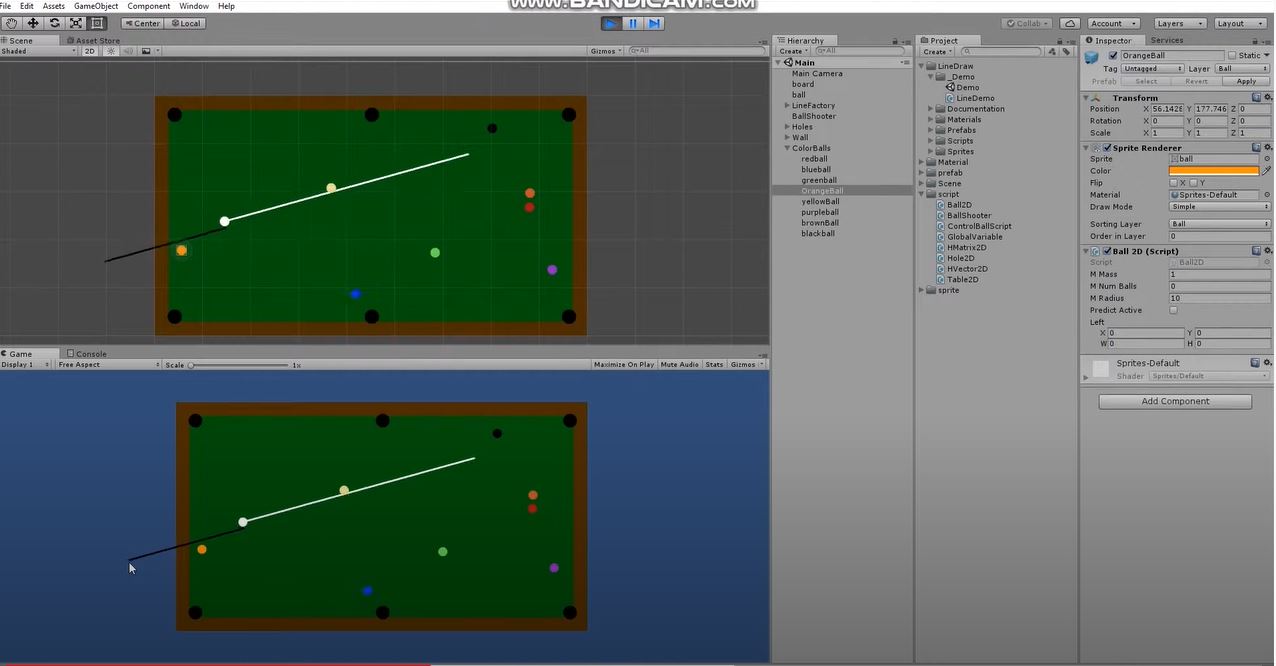 WWW.BANDICAM.COM
File Edit Assets GameObject Component Window Help
Center Local
Collab Account Layers Layout
Scene Asset Store
Shaded 2D Gizmos All
Hierarchy
Create All
Main
Main Camera
board
ball
LineFactory
BallShooter
Holes
Wall
ColorBalls
redball
blueball
greenball
OrangeBall
yellowBall
purpleball
brownBall
blackball
Project
Create
LineDraw
_Demo
Demo
LineDemo
Documentation
Materials
Prefabs
Scripts
Sprites
Material
prefab
Scene
script
Ball2D
BallShooter
ControlBallScript
GlobalVariable
HMatrix2D
Hole2D
HVector2D
Table2D
sprite
Inspector Services
OrangeBall Static
Tag Untagged Layer Ball
Prefab Select Revert Apply
Transform
Position X 56.1428 Y 177.746 Z 0
Rotation X 0 Y 0 Z 0
Scale X 1 Y 1 Z 1
Sprite Renderer
Sprite ball
Color
Flip X Y
Material Sprites-Default
Draw Mode Simple
Sorting Layer Ball
Order in Layer 0
Ball 2D (Script)
Script Ball2D
M Mass 1
M Num Balls 0
M Radius 10
Predict Active
Left
X 0 Y 0
W 0 H 0
Sprites-Default
Shader Sprites/Default
Add Component
Game Console
Display 1 Free Aspect Scale 1x Maximize On Play Mute Audio Stats Gizmos